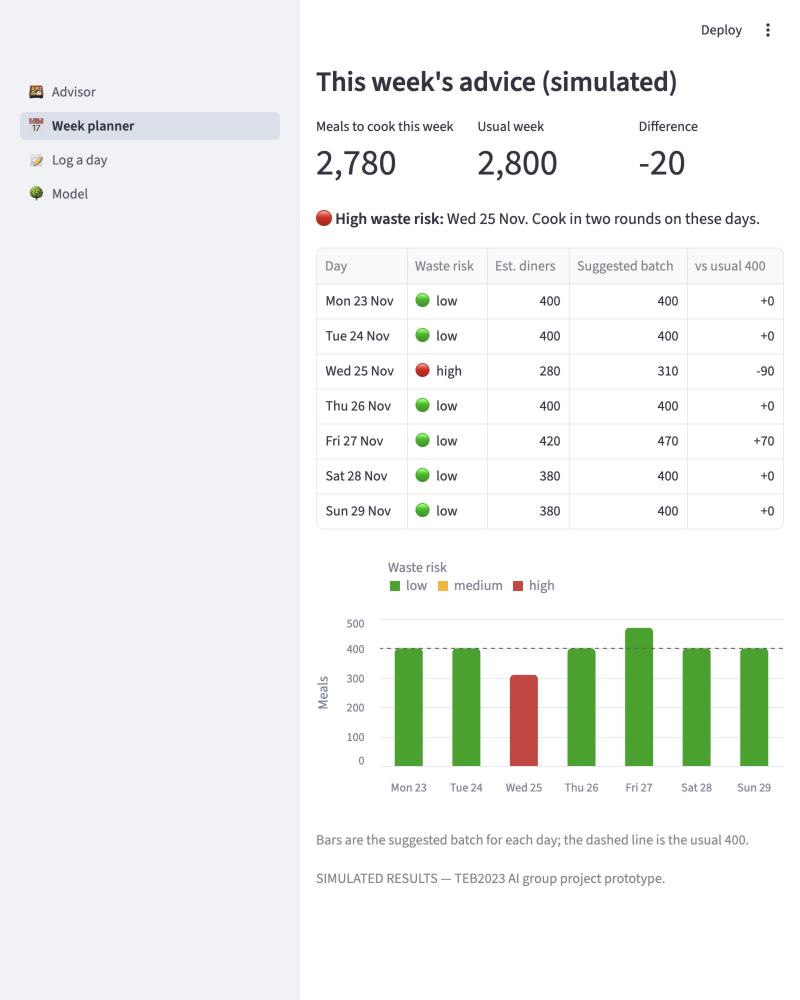 Deploy
Advisor
Week planner
Log a day
Model
This week's advice (simulated)
Meals to cook this week Usual week Difference
2,780 2,800 -20
High waste risk: Wed 25 Nov. Cook in two rounds on these days.
Day Waste risk Est. diners Suggested batch vs usual 400
Mon 23 Nov low 400 400 +0
Tue 24 Nov low 400 400 +0
Wed 25 Nov high 280 310 -90
Thu 26 Nov low 400 400 +0
Fri 27 Nov low 420 470 +70
Sat 28 Nov low 380 400 +0
Sun 29 Nov low 380 400 +0
Waste risk
low medium high
500
400
300
200
100
0
Meals
Mon 23 Tue 24 Wed 25 Thu 26 Fri 27 Sat 28 Sun 29
Bars are the suggested batch for each day; the dashed line is the usual 400.
SIMULATED RESULTS — TEB2023 AI group project prototype.